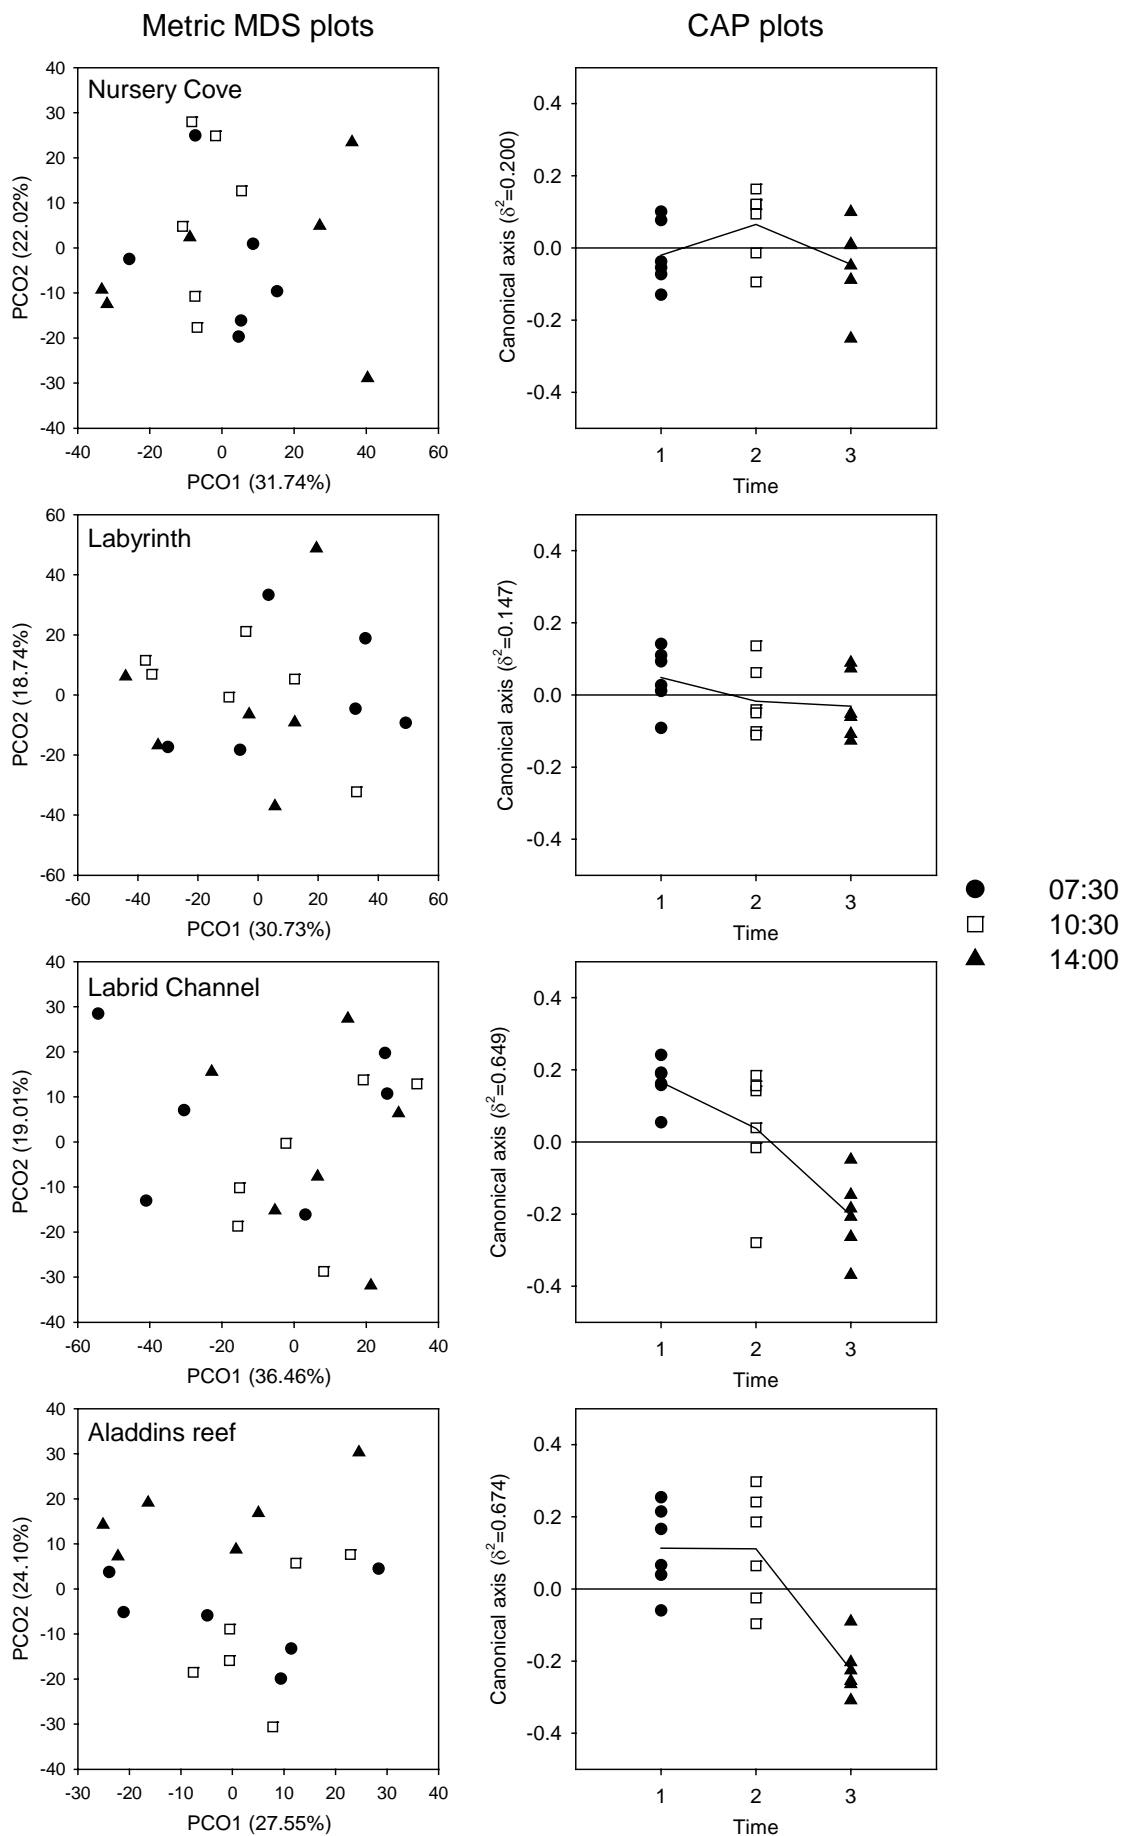 Metric MDS plots
CAP plots
Nursery Cove
40
30
20
10
0
-10
-20
-30
-40
PCO2 (22.02%)
-40 -20 0 20 40 60
PCO1 (31.74%)
0.4
0.2
0.0
-0.2
-0.4
Canonical axis (δ²=0.200)
1 2 3
Time
Labyrinth
60
40
20
0
-20
-40
-60
PCO2 (18.74%)
-60 -40 -20 0 20 40 60
PCO1 (30.73%)
0.4
0.2
0.0
-0.2
-0.4
Canonical axis (δ²=0.147)
1 2 3
Time
07:30
10:30
14:00
Labrid Channel
40
30
20
10
0
-10
-20
-30
-40
PCO2 (19.01%)
-60 -40 -20 0 20 40
PCO1 (36.46%)
0.4
0.2
0.0
-0.2
-0.4
Canonical axis (δ²=0.649)
1 2 3
Time
Aladdins reef
40
30
20
10
0
-10
-20
-30
-40
PCO2 (24.10%)
-30 -20 -10 0 10 20 30 40
PCO1 (27.55%)
0.4
0.2
0.0
-0.2
-0.4
Canonical axis (δ²=0.674)
1 2 3
Time